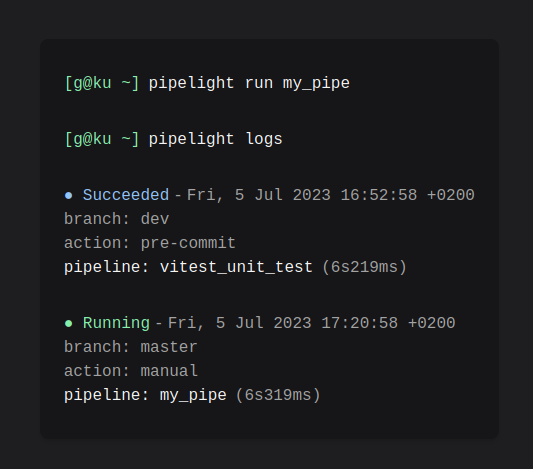 [g@ku ~] pipelight run my_pipe
[g@ku ~] pipelight logs
● Succeeded - Fri, 5 Jul 2023 16:52:58 +0200
branch: dev
action: pre-commit
pipeline: vitest_unit_test (6s219ms)
● Running - Fri, 5 Jul 2023 17:20:58 +0200
branch: master
action: manual
pipeline: my_pipe (6s319ms)